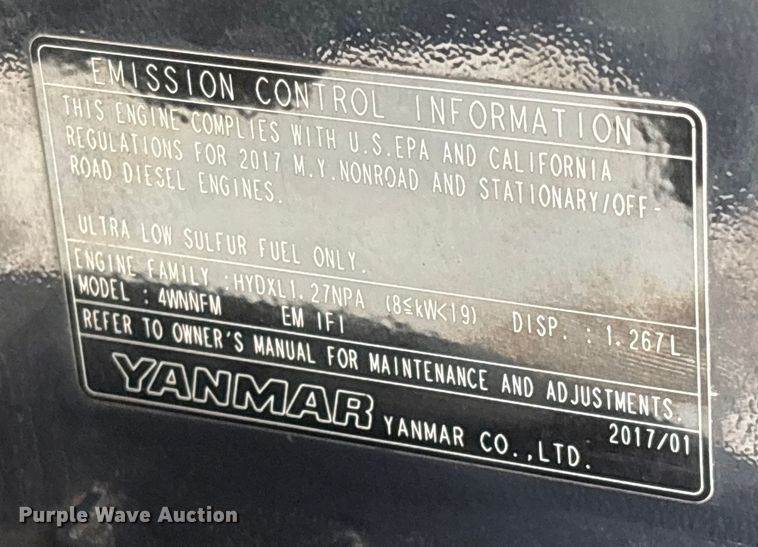 EMISSION CONTROL INFORMATION
THIS ENGINE COMPLIES WITH U.S.EPA AND CALIFORNIA
REGULATIONS FOR 2017 M.Y.NONROAD AND STATIONARY/OFF-
ROAD DIESEL ENGINES.
ULTRA LOW SULFUR FUEL ONLY.
ENGINE FAMILY :HYDXL1.27NPA (8≦kW<19) DISP. : 1.267L
MODEL : 4WNNFM EM IFI
REFER TO OWNER'S MANUAL FOR MAINTENANCE AND ADJUSTMENTS.
YANMAR YANMAR CO.,LTD. 2017/01
Purple Wave Auction